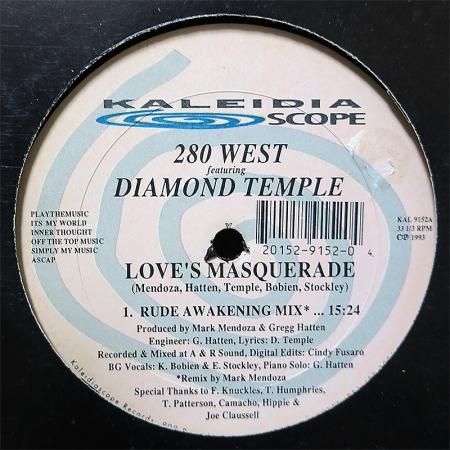 KALEIDIA
SCOPE
280 WEST
featuring
DIAMOND TEMPLE
PLAYTHEMUSIC
ITS MY WORLD
INNER THOUGHT
OFF THE TOP MUSIC
SIMPLY MY MUSIC
ASCAP
KAL 9152A
33 1/3 RPM
©℗ 1993
20152-9152-0 4
LOVE'S MASQUERADE
(Mendoza, Hatten, Temple, Bobien, Stockley)
1. RUDE AWAKENING MIX* ... 15:24
Produced by Mark Mendoza & Gregg Hatten
Engineer: G. Hatten, Lyrics: D. Temple
Recorded & Mixed at A & R Sound, Digital Edits: Cindy Fusaro
BG Vocals: K. Bobien & E. Stockley, Piano Solo: G. Hatten
*Remix by Mark Mendoza
Special Thanks to F. Knuckles, T. Humphries,
T. Patterson, Camacho, Hippie &
Joe Claussell
Kaleidoscope Records,